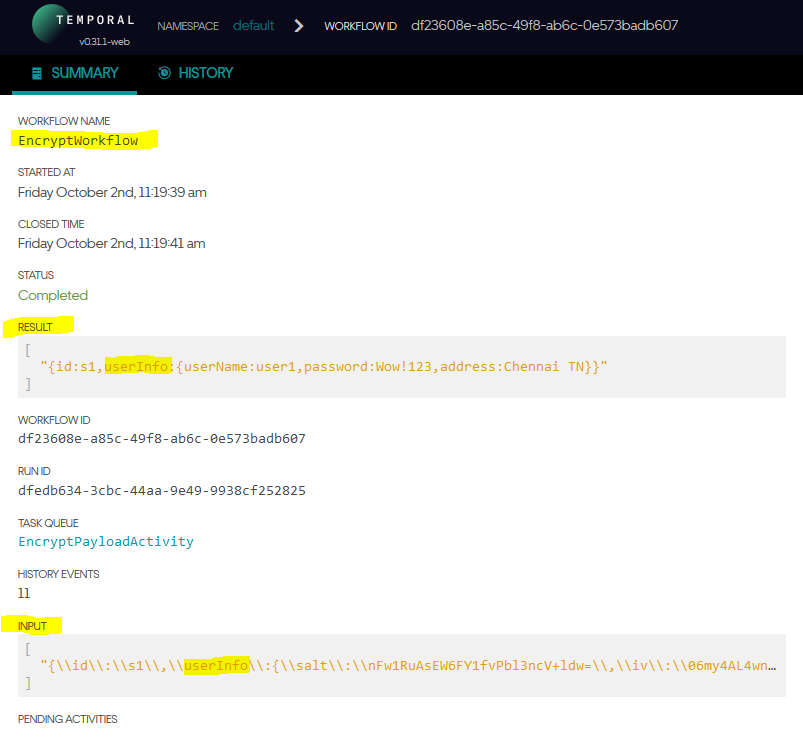 TEMPORAL
v0.31.1-web
NAMESPACE default WORKFLOW ID df23608e-a85c-49f8-ab6c-0e573badb607
SUMMARY HISTORY
WORKFLOW NAME
EncryptWorkflow
STARTED AT
Friday October 2nd, 11:19:39 am
CLOSED TIME
Friday October 2nd, 11:19:41 am
STATUS
Completed
RESULT
[
"{id:s1,userInfo:{userName:user1,password:Wow!123,address:Chennai TN}}"
]
WORKFLOW ID
df23608e-a85c-49f8-ab6c-0e573badb607
RUN ID
dfedb634-3cbc-44aa-9e49-9938cf252825
TASK QUEUE
EncryptPayloadActivity
HISTORY EVENTS
11
INPUT
[
"{\\id\\:\\s1\\,\\userInfo\\:{\\salt\\:\\nFw1RuAsEW6FY1fvPbl3ncV+ldw=\\,\\iv\\:\\06my4AL4wn…
]
PENDING ACTIVITIES